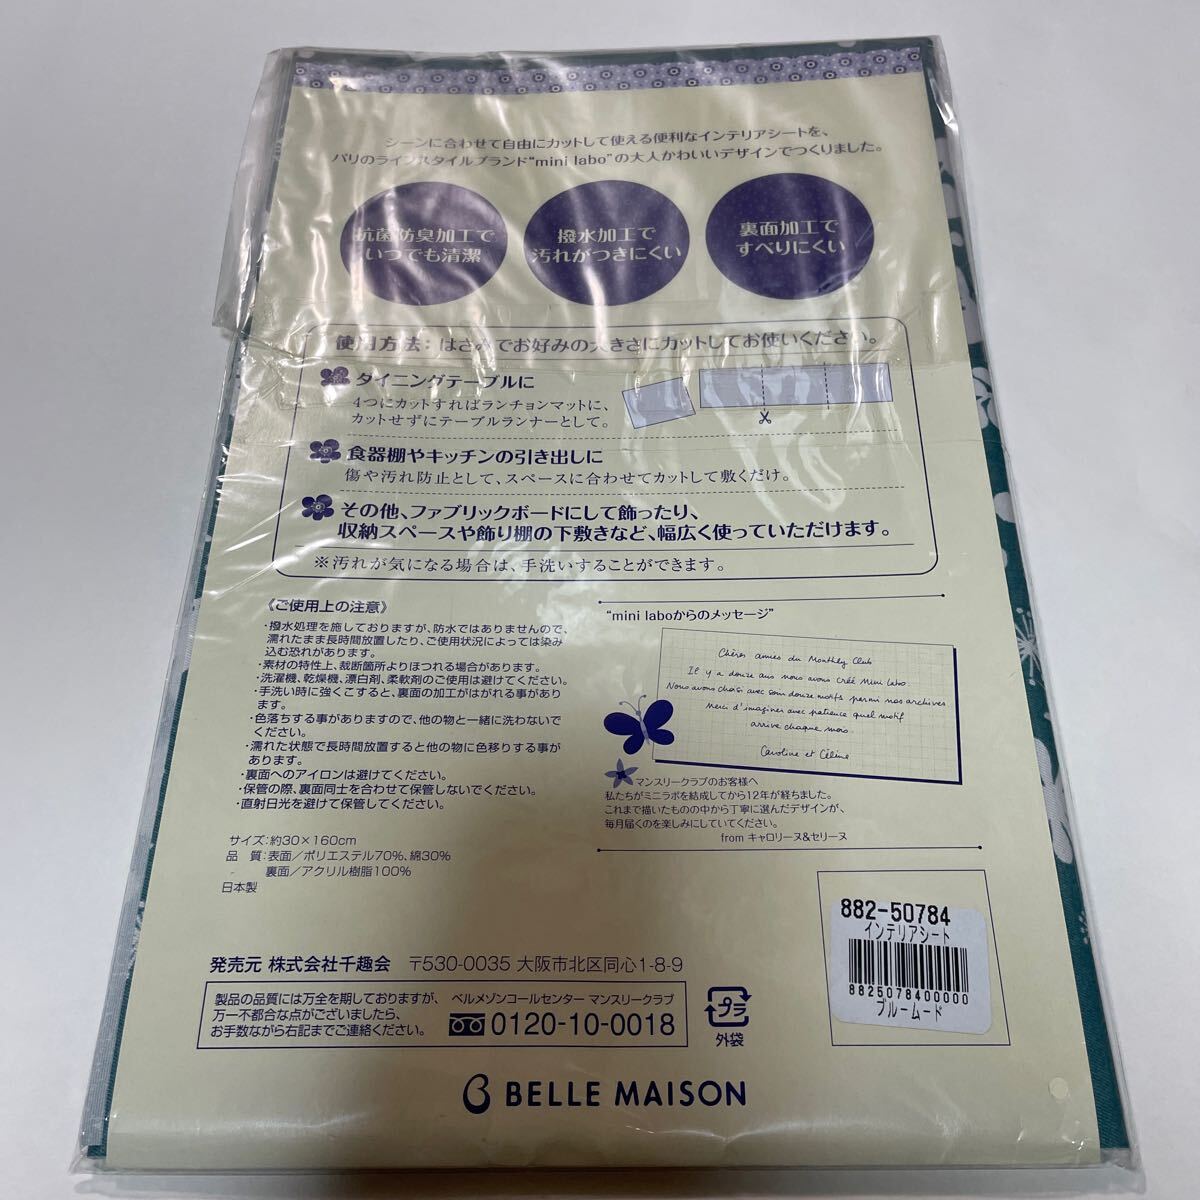 シーンに合わせて自由にカットして使える便利なインテリアシートを、
パリのラインスタイルブランド“mini labo”の大人かわいいデザインでつくりました。
抗菌防臭加工で
いつでも清潔
撥水加工で
汚れがつきにくい
裏面加工で
すべりにくい
使用方法：はさみでお好みの大きさにカットしてお使いください。
ダイニングテーブルに
4つにカットすればランチョンマットに、
カットせずにテーブルランナーとして。
食器棚やキッチンの引き出しに
傷や汚れ防止として、スペースに合わせてカットして敷くだけ。
その他、ファブリックボードにして飾ったり、
収納スペースや飾り棚の下敷きなど、幅広く使っていただけます。
※汚れが気になる場合は、手洗いすることができます。
《ご使用上の注意》
・撥水処理を施しておりますが、防水ではありませんので、
濡れたまま長時間放置したり、ご使用状況によっては染み
込む恐れがあります。
・素材の特性上、裁断箇所よりほつれる場合があります。
・洗濯機、乾燥機、漂白剤、柔軟剤のご使用は避けてください。
・手洗い時に強くこすると、裏面の加工がはがれる事があり
ます。
・色落ちする事がありますので、他の物と一緒に洗わないで
ください。
・濡れた状態で長時間放置すると他の物に色移りする事が
あります。
・裏面へのアイロンは避けてください。
・保管の際、裏面同士を合わせて保管しないでください。
・直射日光を避けて保管してください。
サイズ：約30×160cm
品　質：表面／ポリエステル70%、綿30%
裏面／アクリル樹脂100%
日本製
“mini laboからのメッセージ”
Chères amies du Monthly Club
Il y a douze ans nous avons créé Mini Labo.
Nous avons choisi avec soin douze motifs parmi nos archives
Merci d'imaginer avec patience quel motif
arrive chaque mois.
Caroline et Céline
マンスリークラブのお客様へ
私たちがミニラボを結成してから12年が経ちました。
これまで描いたものの中から丁寧に選んだデザインが、
毎月届くのを楽しみにしていてください。
from キャロリーヌ&セリーヌ
882-50784
インテリアシート
8825078400000
ブルームード
発売元 株式会社千趣会　〒530-0035 大阪市北区同心1-8-9
製品の品質には万全を期しておりますが、
万一不都合な点がございましたら、
お手数ながら右記までご連絡ください。
ベルメゾンコールセンター マンスリークラブ
0120-10-0018
プラ
外袋
BELLE MAISON